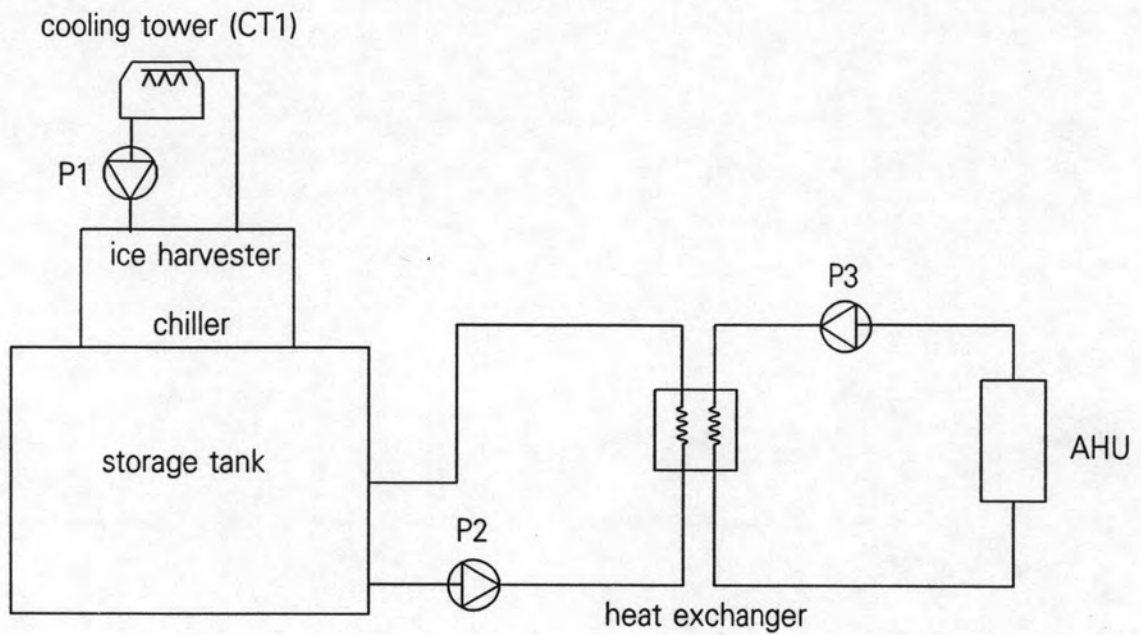 cooling tower (CT1)
P1
ice harvester
chiller
P3
storage tank
AHU
P2
heat exchanger